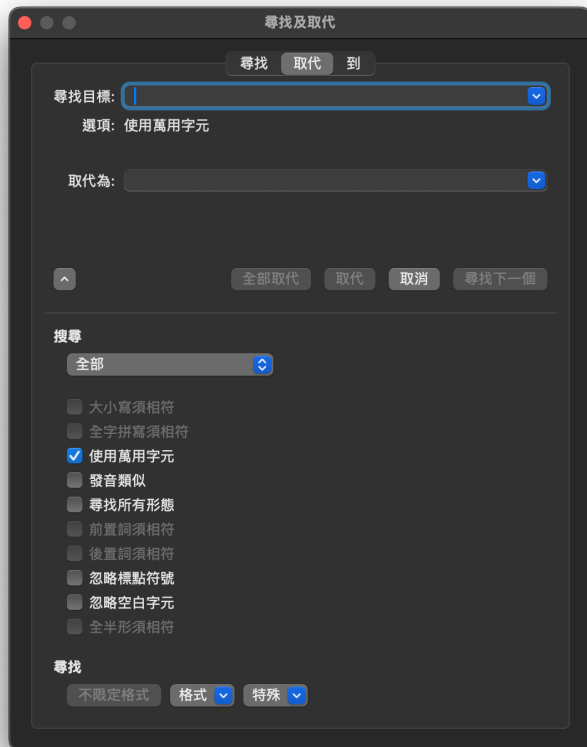 尋找及取代
尋找 取代 到
尋找目標:
選項: 使用萬用字元
取代為:
全部取代 取代 取消 尋找下一個
搜尋
全部
大小寫須相符
全字拼寫須相符
使用萬用字元
發音類似
尋找所有形態
前置詞須相符
後置詞須相符
忽略標點符號
忽略空白字元
全半形須相符
尋找
不限定格式 格式 特殊